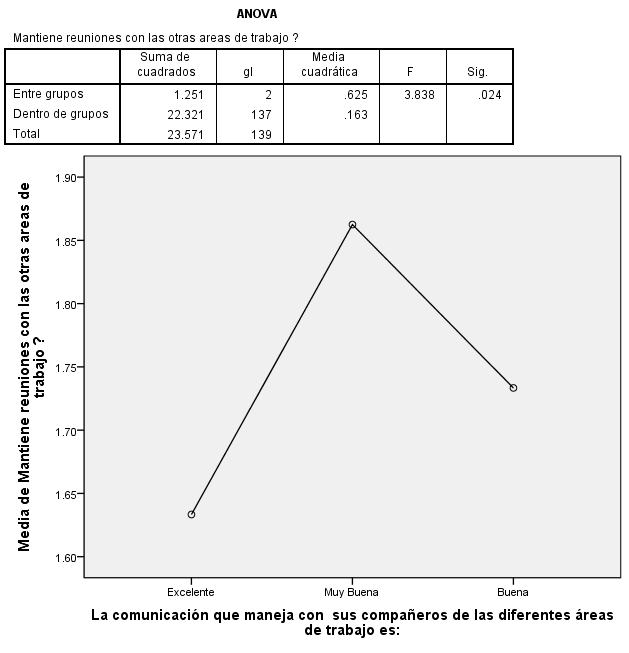 ANOVA
Mantiene reuniones con las otras areas de trabajo ?
Suma de cuadrados gl Media cuadrática F Sig.
Entre grupos 1.251 2 .625 3.838 .024
Dentro de grupos 22.321 137 .163
Total 23.571 139
Media de Mantiene reuniones con las otras areas de
trabajo ?
1.90
1.85
1.80
1.75
1.70
1.65
1.60
Excelente Muy Buena Buena
La comunicación que maneja con sus compañeros de las diferentes áreas
de trabajo es: